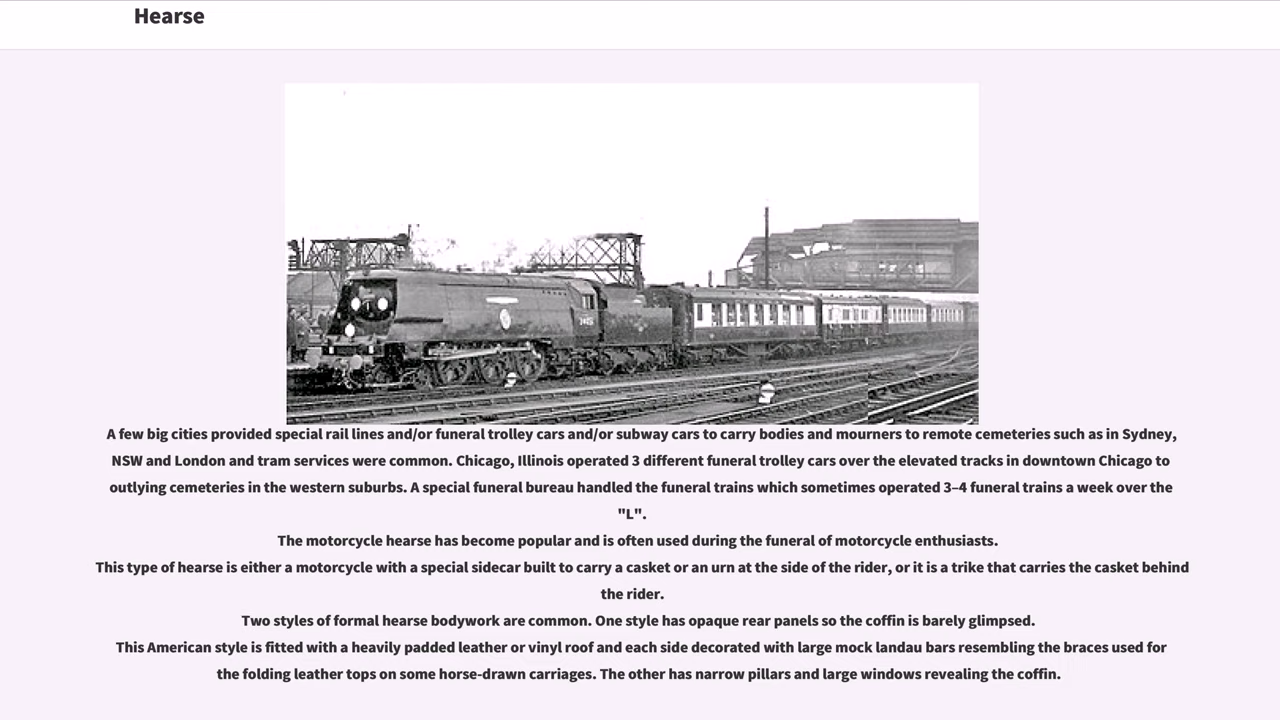 Hearse
A few big cities provided special rail lines and/or funeral trolley cars and/or subway cars to carry bodies and mourners to remote cemeteries such as in Sydney,
NSW and London and tram services were common. Chicago, Illinois operated 3 different funeral trolley cars over the elevated tracks in downtown Chicago to
outlying cemeteries in the western suburbs. A special funeral bureau handled the funeral trains which sometimes operated 3–4 funeral trains a week over the
"L".
The motorcycle hearse has become popular and is often used during the funeral of motorcycle enthusiasts.
This type of hearse is either a motorcycle with a special sidecar built to carry a casket or an urn at the side of the rider, or it is a trike that carries the casket behind
the rider.
Two styles of formal hearse bodywork are common. One style has opaque rear panels so the coffin is barely glimpsed.
This American style is fitted with a heavily padded leather or vinyl roof and each side decorated with large mock landau bars resembling the braces used for
the folding leather tops on some horse-drawn carriages. The other has narrow pillars and large windows revealing the coffin.